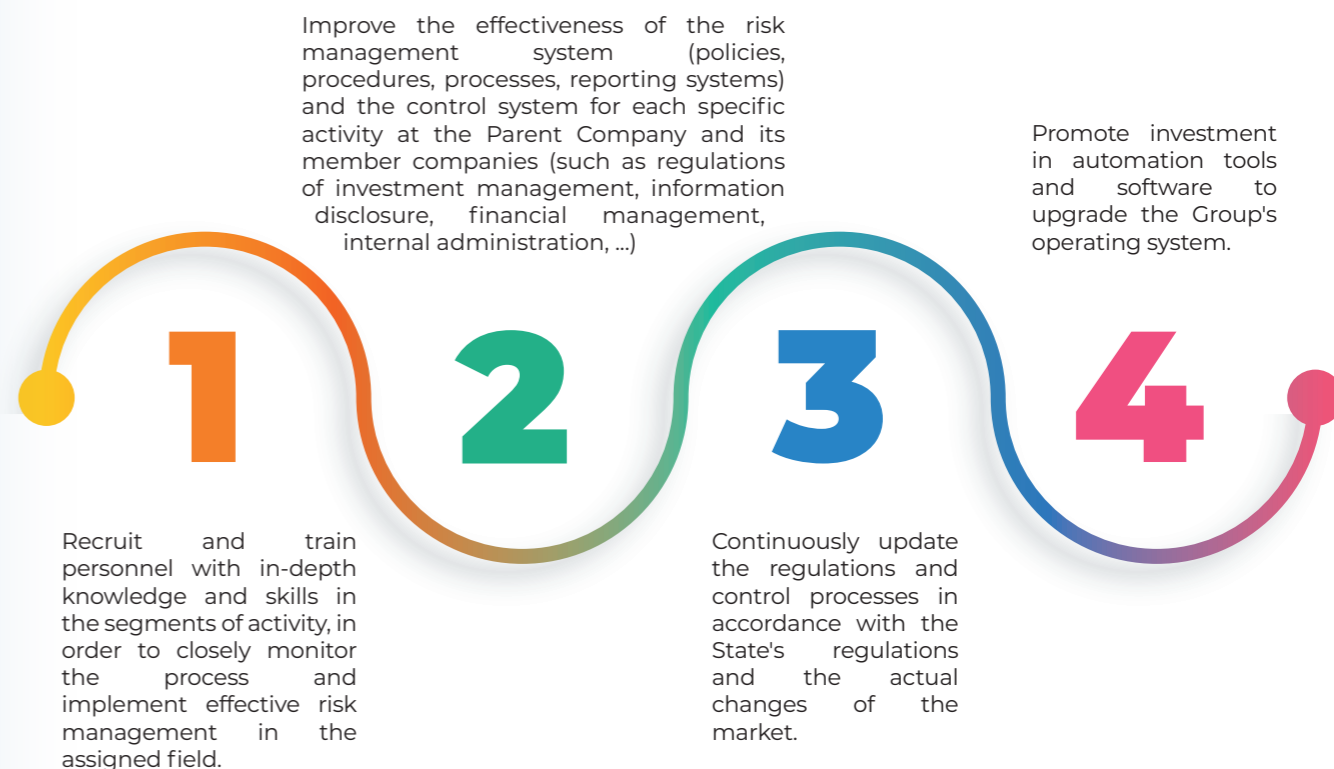 1
Recruit and train
personnel with in-depth
knowledge and skills in
the segments of activity, in
order to closely monitor
the process and
implement effective risk
management in the
assigned field.
2
Improve the effectiveness of the risk
management system (policies,
procedures, processes, reporting systems)
and the control system for each specific
activity at the Parent Company and its
member companies (such as regulations
of investment management, information
disclosure, financial management,
internal administration, ...)
3
Continuously update
the regulations and
control processes in
accordance with the
State's regulations
and the actual
changes of the
market.
4
Promote investment
in automation tools
and software to
upgrade the Group's
operating system.